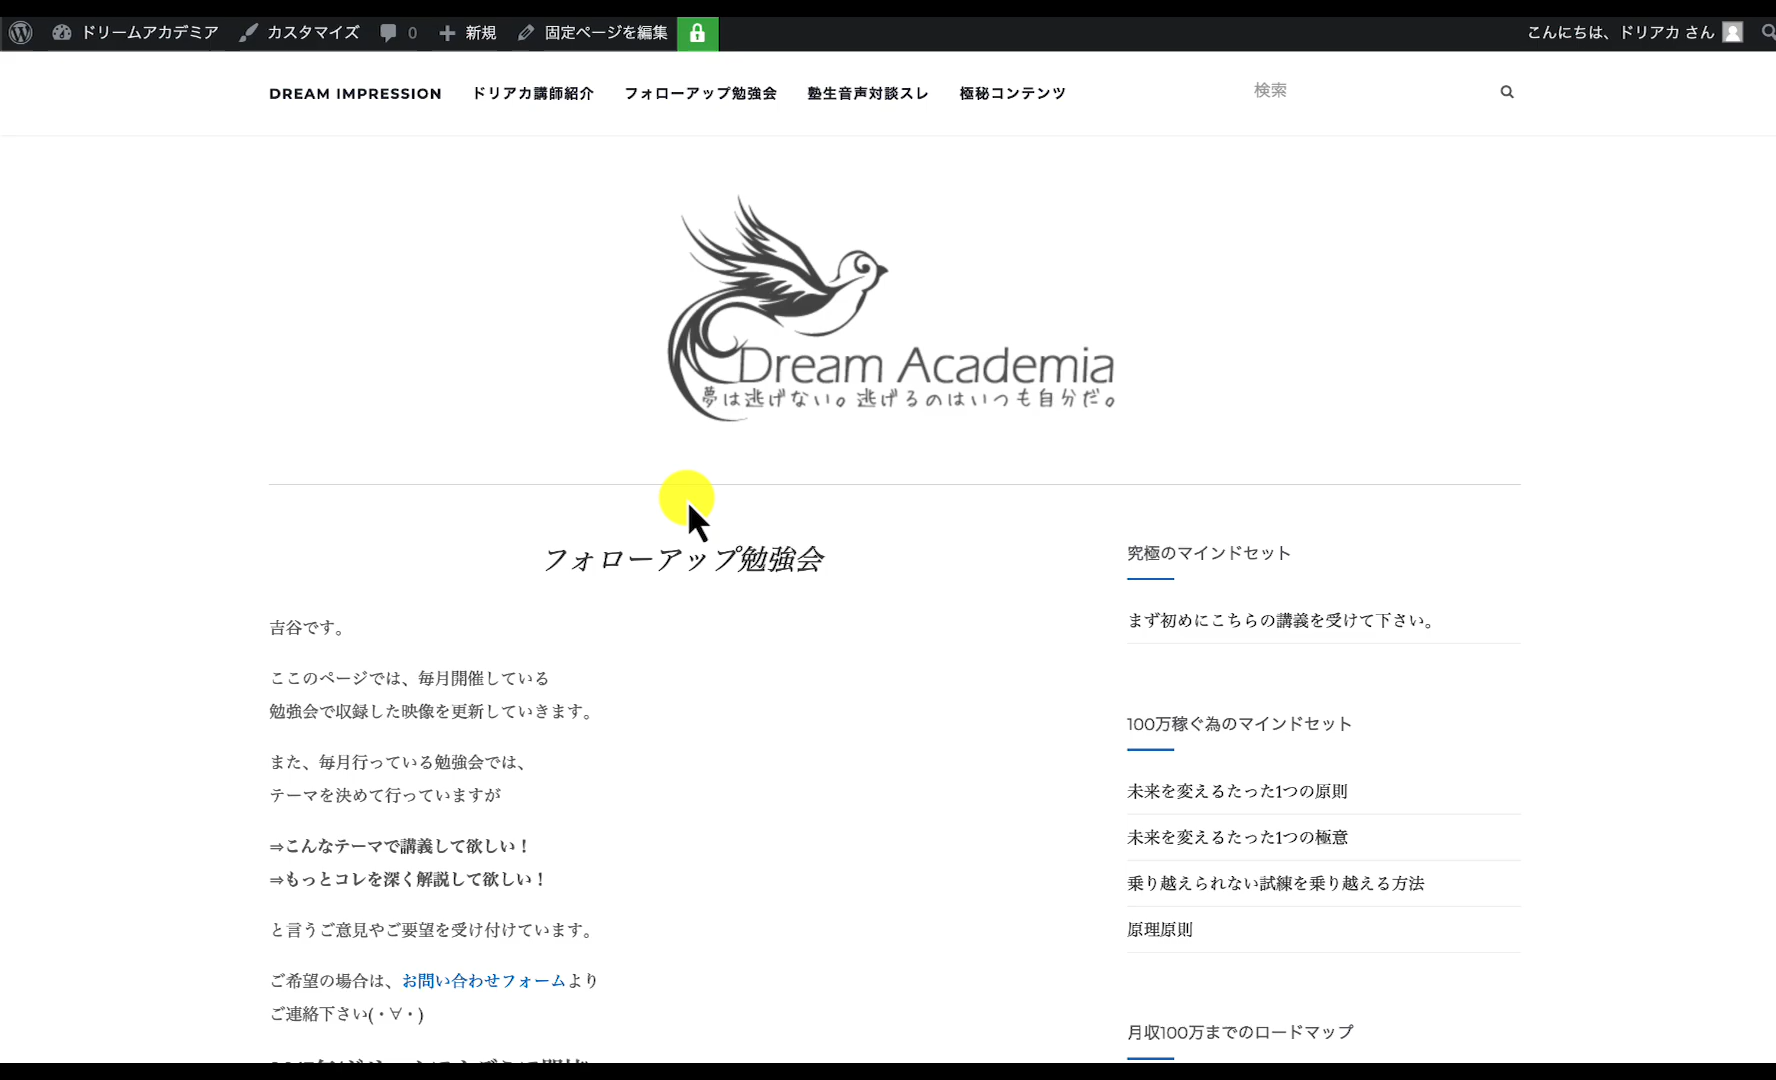 ドリームアカデミア カスタマイズ 0 新規 固定ページを編集 こんにちは、ドリアカ さん
DREAM IMPRESSION ドリアカ講師紹介 フォローアップ勉強会 塾生音声対談スレ 極秘コンテンツ 検索
Dream Academia
夢は逃げない。逃げるのはいつも自分だ。
フォローアップ勉強会
吉谷です。
ここのページでは、毎月開催している
勉強会で収録した映像を更新していきます。
また、毎月行っている勉強会では、
テーマを決めて行っていますが
⇒こんなテーマで講義して欲しい！
⇒もっとコレを深く解説して欲しい！
と言うご意見やご要望を受け付けています。
ご希望の場合は、お問い合わせフォームより
ご連絡下さい(・∀・)
究極のマインドセット
まず初めにこちらの講義を受けて下さい。
100万稼ぐ為のマインドセット
未来を変えるたった1つの原則
未来を変えるたった1つの極意
乗り越えられない試練を乗り越える方法
原理原則
月収100万までのロードマップ